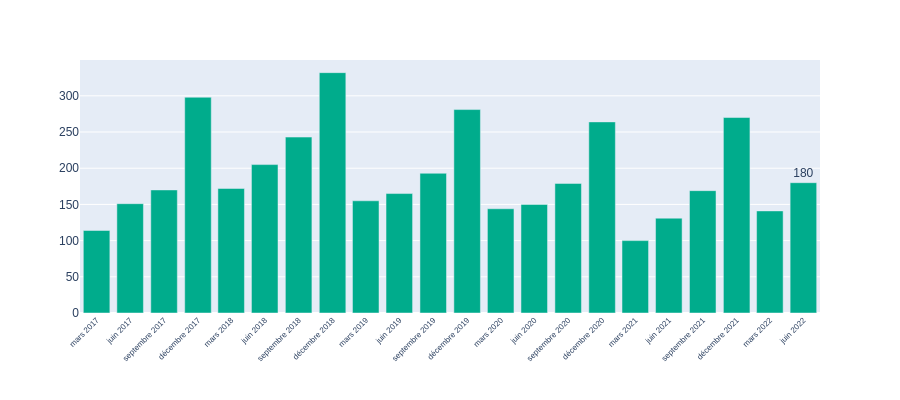 300
250
200
150
100
50
0
180
mars 2017
juin 2017
septembre 2017
décembre 2017
mars 2018
juin 2018
septembre 2018
décembre 2018
mars 2019
juin 2019
septembre 2019
décembre 2019
mars 2020
juin 2020
septembre 2020
décembre 2020
mars 2021
juin 2021
septembre 2021
décembre 2021
mars 2022
juin 2022